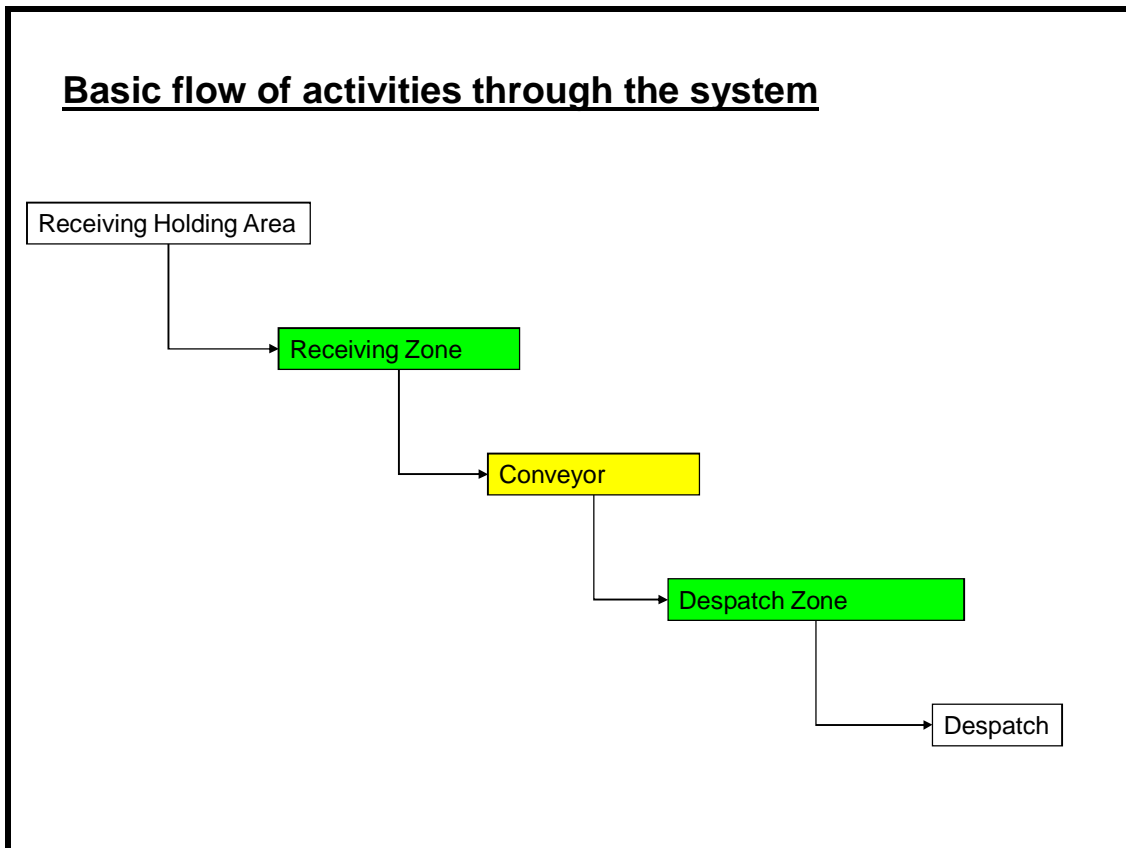 Basic flow of activities through the system
Receiving Holding Area
Receiving Zone
Conveyor
Despatch Zone
Despatch